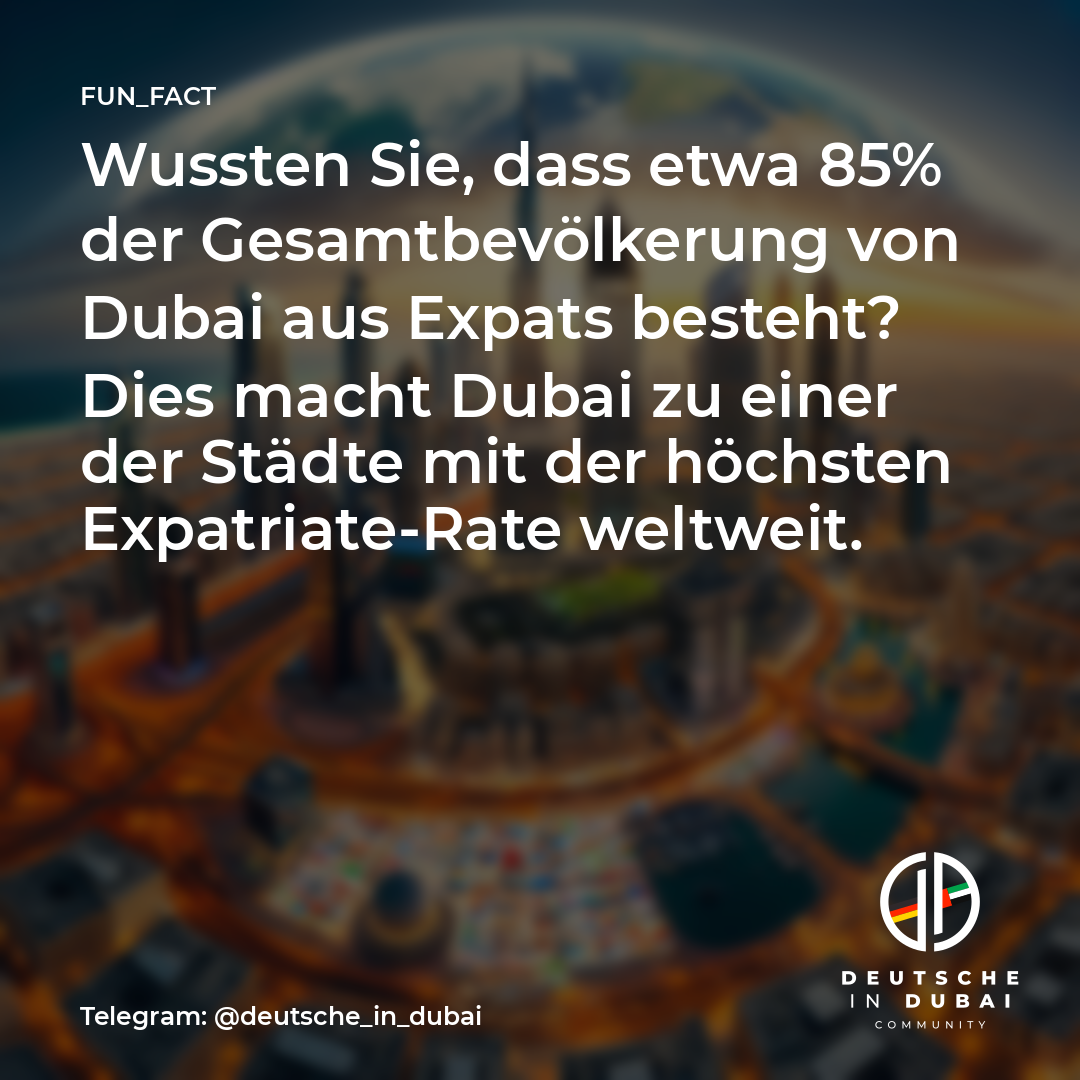 FUN_FACT
Wussten Sie, dass etwa 85%
der Gesamtbevölkerung von
Dubai aus Expats besteht?
Dies macht Dubai zu einer
der Städte mit der höchsten
Expatriate-Rate weltweit.
DEUTSCHE
IN DUBAI
COMMUNITY
Telegram: @deutsche_in_dubai